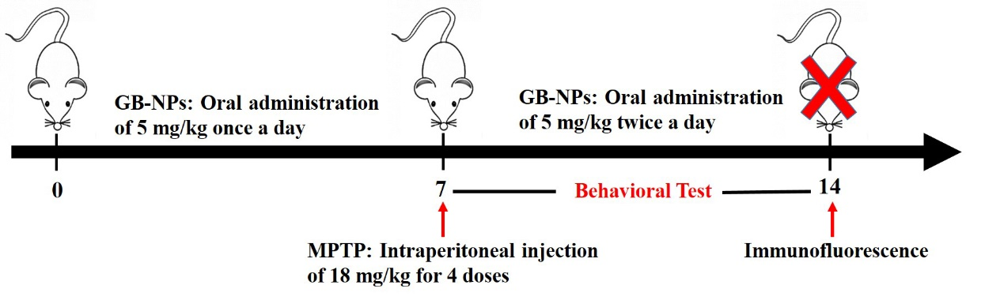 GB-NPs: Oral administration
of 5 mg/kg once a day
GB-NPs: Oral administration
of 5 mg/kg twice a day
0
7
Behavioral Test
14
MPTP: Intraperitoneal injection
of 18 mg/kg for 4 doses
Immunofluorescence